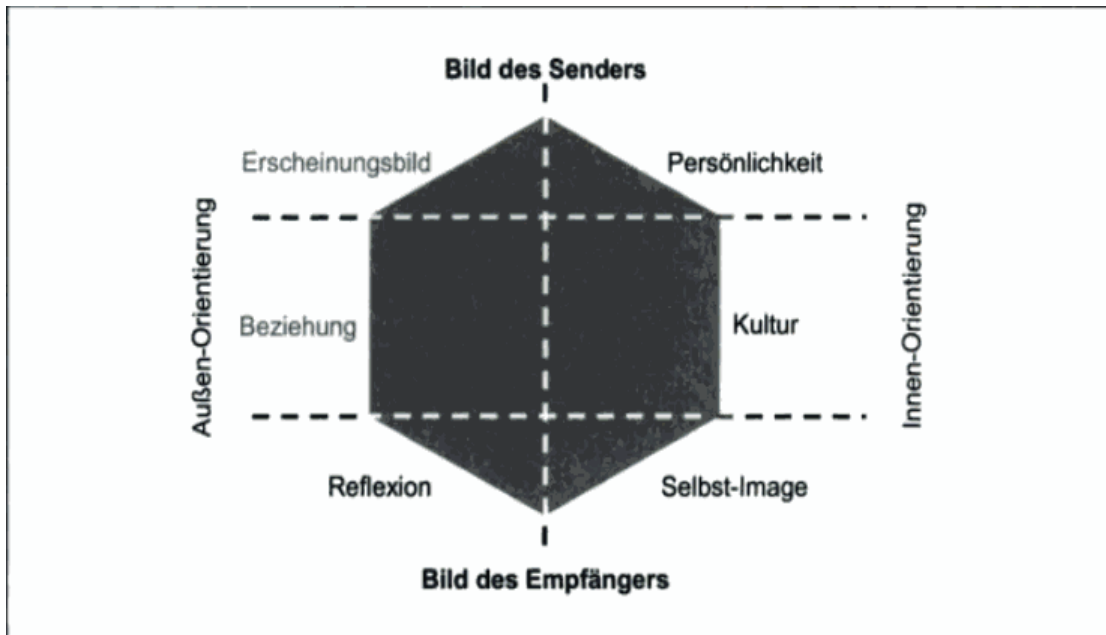 Bild des Senders
Erscheinungsbild
Persönlichkeit
Außen-Orientierung
Innen-Orientierung
Beziehung
Kultur
Reflexion
Selbst-Image
Bild des Empfängers